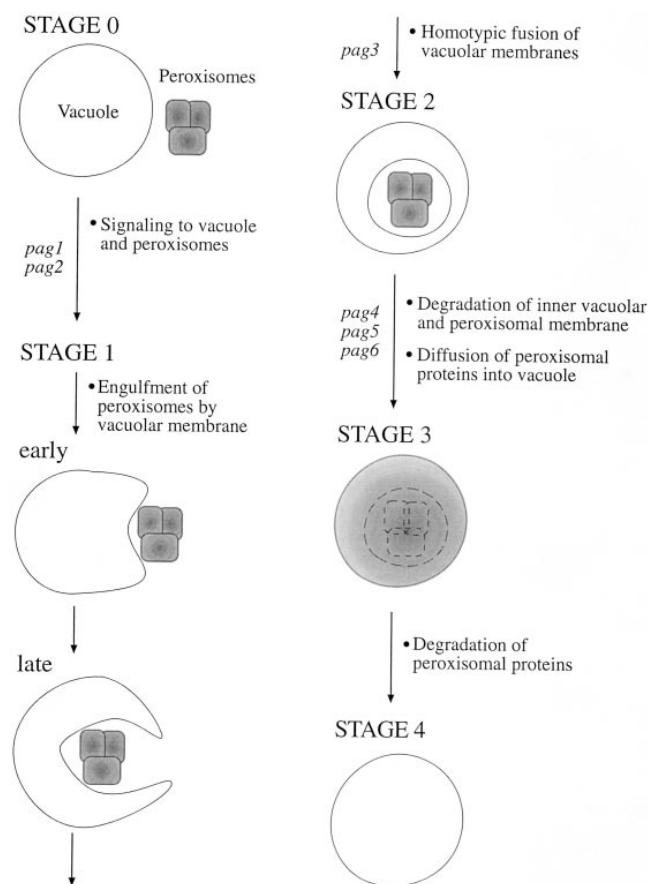 STAGE 0
Peroxisomes
Vacuole
• Signaling to vacuole
and peroxisomes
pag1
pag2
STAGE 1
• Engulfment of
peroxisomes by
vacuolar membrane
early
late
• Homotypic fusion of
vacuolar membranes
pag3
STAGE 2
pag4
pag5
pag6
• Degradation of inner vacuolar
and peroxisomal membrane
• Diffusion of peroxisomal
proteins into vacuole
STAGE 3
• Degradation of
peroxisomal proteins
STAGE 4